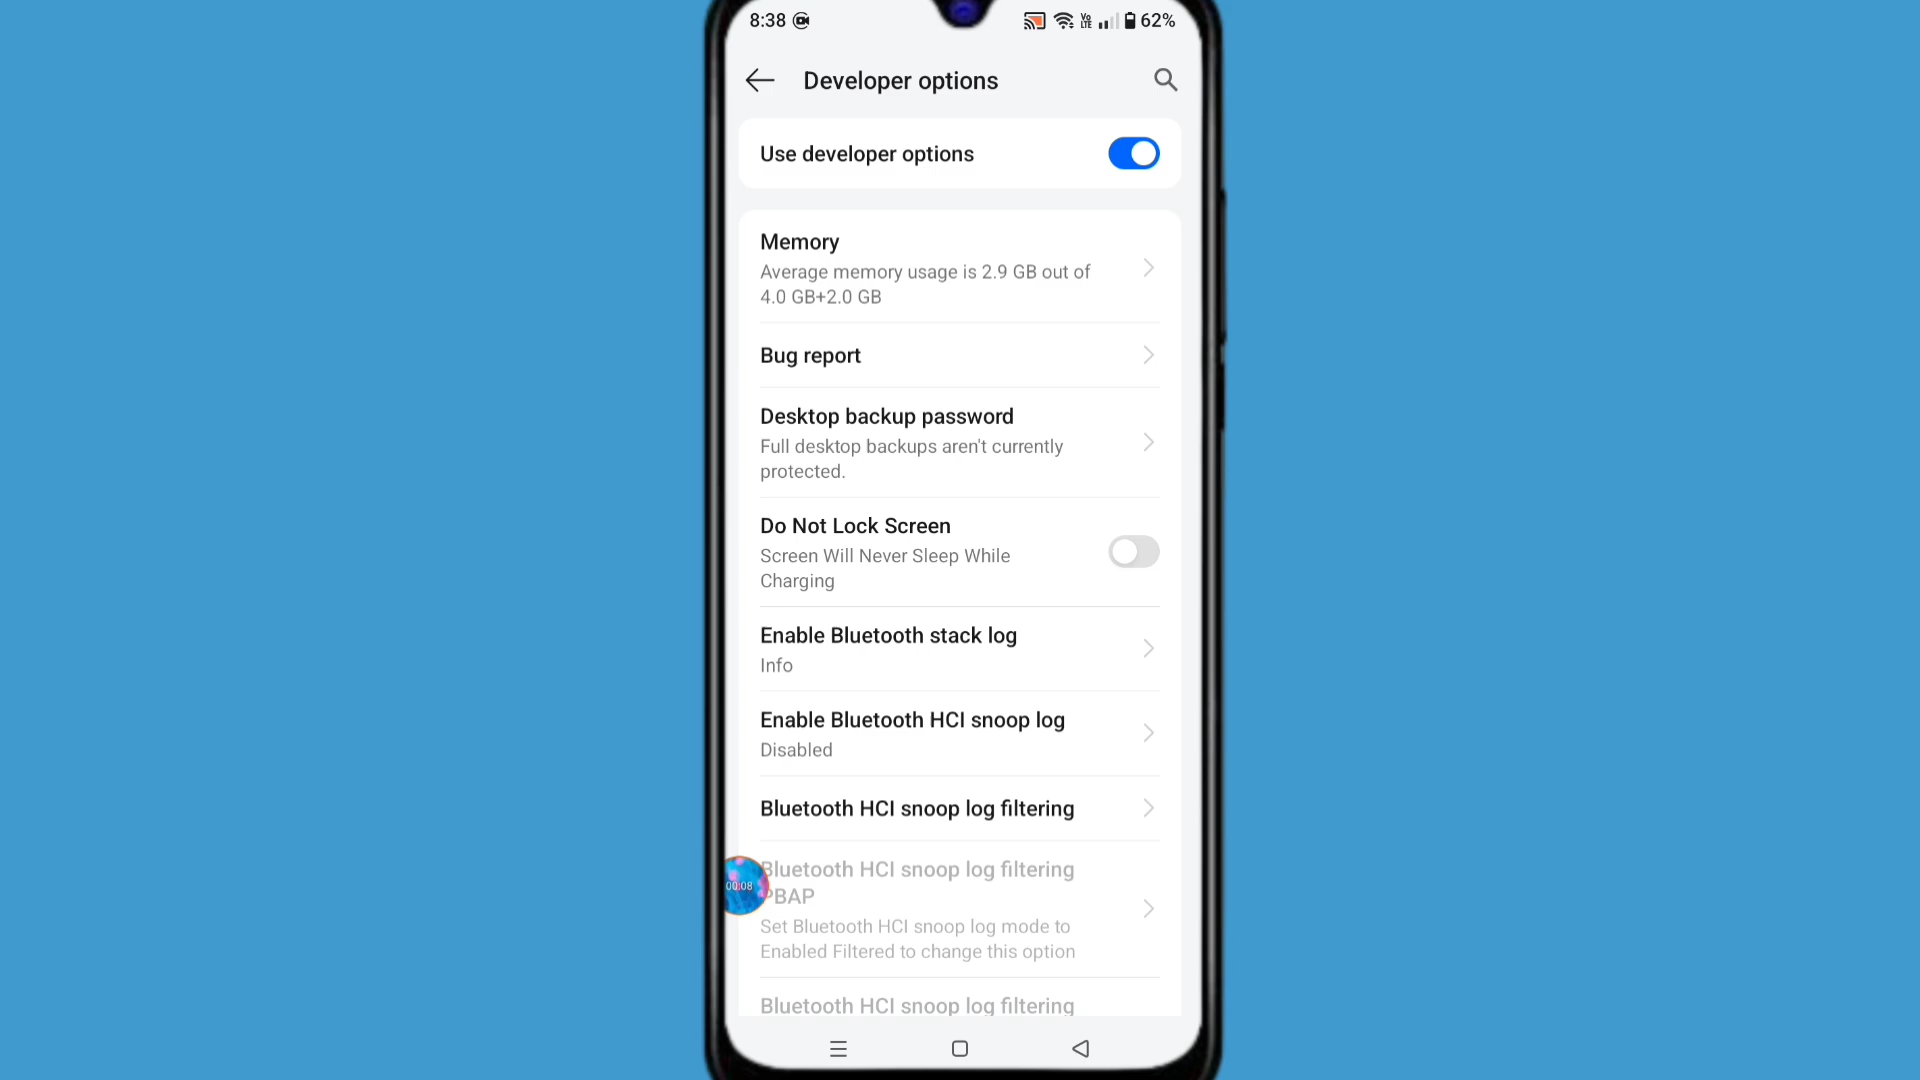 8:38 Vo LTE 62%
Developer options
Use developer options
Memory
Average memory usage is 2.9 GB out of
4.0 GB+2.0 GB
Bug report
Desktop backup password
Full desktop backups aren't currently
protected.
Do Not Lock Screen
Screen Will Never Sleep While
Charging
Enable Bluetooth stack log
Info
Enable Bluetooth HCI snoop log
Disabled
Bluetooth HCI snoop log filtering
Bluetooth HCI snoop log filtering
00:08 PBAP
Set Bluetooth HCI snoop log mode to
Enabled Filtered to change this option
Bluetooth HCI snoop log filtering